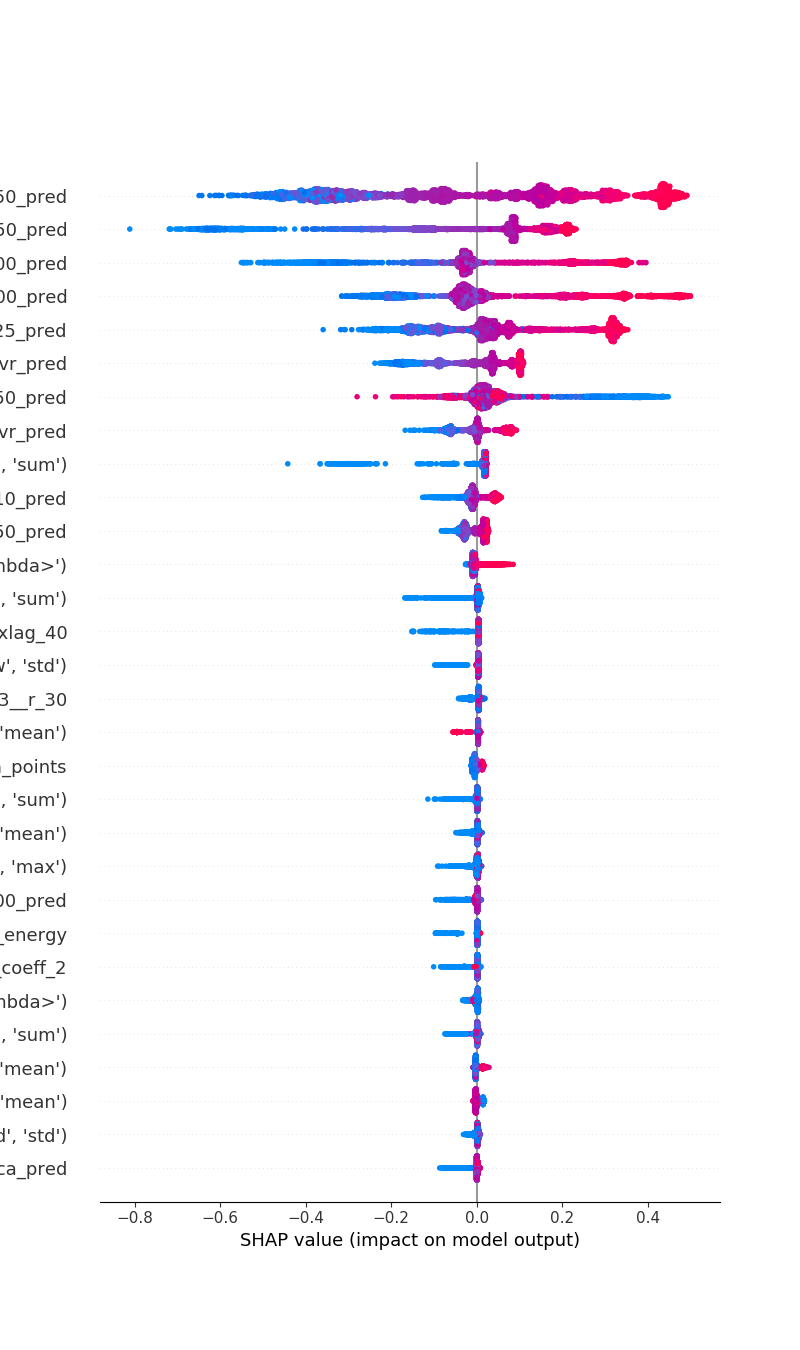 50_pred
50_pred
00_pred
00_pred
25_pred
vr_pred
50_pred
vr_pred
, 'sum')
10_pred
50_pred
nbda>')
, 'sum')
xlag_40
v', 'std')
3__r_30
'mean')
_points
, 'sum')
'mean')
, 'max')
00_pred
_energy
_coeff_2
nbda>')
, 'sum')
'mean')
'mean')
d', 'std')
ca_pred
−0.8 −0.6 −0.4 −0.2 0.0 0.2 0.4
SHAP value (impact on model output)